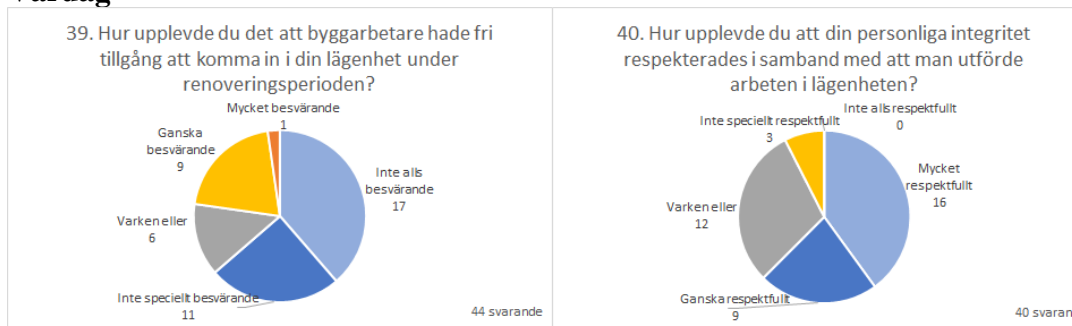 39. Hur upplevde du det att byggarbetare hade fri
tillgång att komma in i din lägenhet under
renoveringsperioden?
Mycket besvärande
1
Ganska
besvärande
9
Inte alls
besvärande
17
Varken eller
6
Inte speciellt besvärande
11
44 svarande
40. Hur upplevde du att din personliga integritet
respekterades i samband med att man utförde
arbeten i lägenheten?
Inte alls respektfullt
0
Inte speciellt respektfullt
3
Mycket
respektfullt
16
Varken eller
12
Ganska respektfullt
9
40 svaran